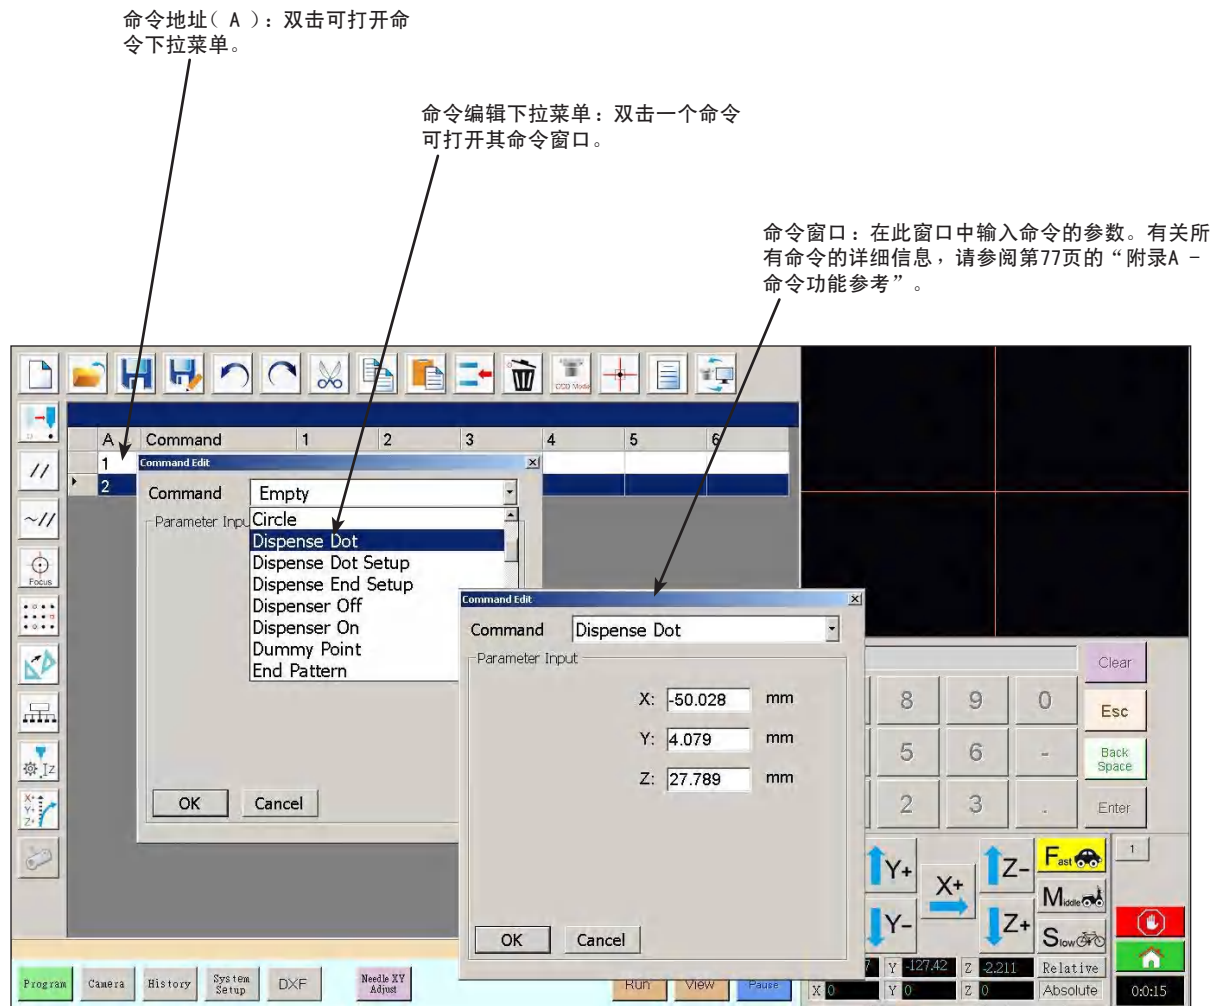 命令地址（A）：双击可打开命
令下拉菜单。
命令编辑下拉菜单：双击一个命令
可打开其命令窗口。
命令窗口：在此窗口中输入命令的参数。有关所
有命令的详细信息，请参阅第77页的“附录A -
命令功能参考”。
CCD Mode
A Command 1 2 3 4 5 6
1
2
Command Edit
Command Empty
Parameter Inpu
Circle
Dispense Dot
Dispense Dot Setup
Dispense End Setup
Dispenser Off
Dispenser On
Dummy Point
End Pattern
OK Cancel
Command Edit
Command Dispense Dot
Parameter Input
X: -50.028 mm
Y: 4.079 mm
Z: 27.789 mm
OK Cancel
//
~//
Focus
Iz
X+
Y+
Z+
Clear
8 9 0 Esc
5 6 - Back Space
2 3 . Enter
Y+ X+ Z- Fast 1
Middle
Y- Z+ Slow
7 Y -127.42 Z -2.211 Relative
X 0 Y 0 Z 0 Absolute 0:0:15
Program Camera History System Setup DXF Needle XY Adjust Run View Pause